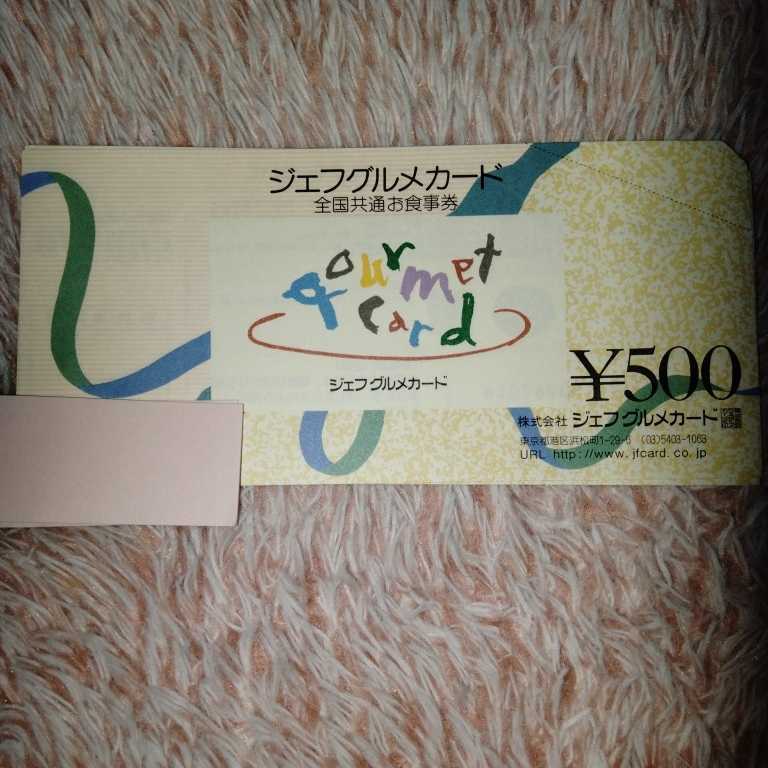 ジェフグルメカード
全国共通お食事券
gourmet
card
ジェフグルメカード
¥500
株式会社 ジェフグルメカード
東京都港区浜松町1-29-6 (03)5403-1063
URL http://www.jfcard.co.jp